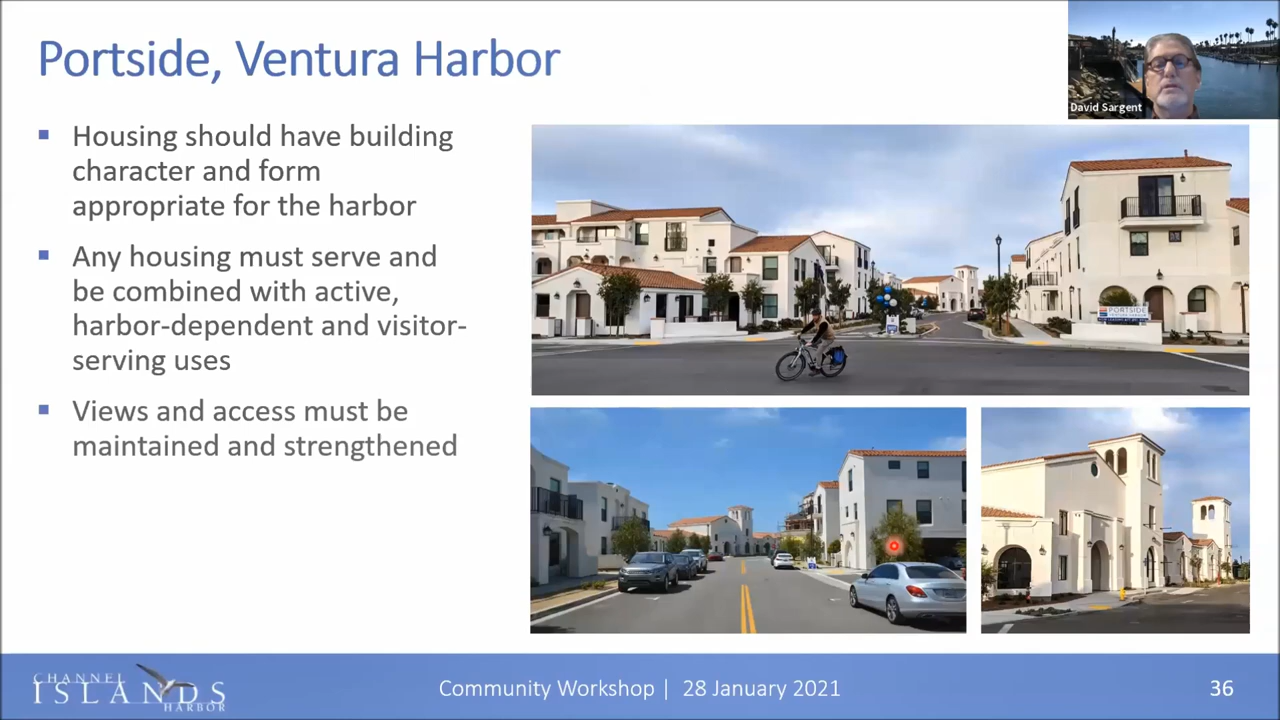 Portside, Ventura Harbor
David Sargent
Housing should have building
character and form
appropriate for the harbor
Any housing must serve and
be combined with active,
harbor-dependent and visitor-
serving uses
Views and access must be
maintained and strengthened
PORTSIDE
VENTURA HARBOR
CHANNEL
ISLANDS
HARBOR
Community Workshop | 28 January 2021
36